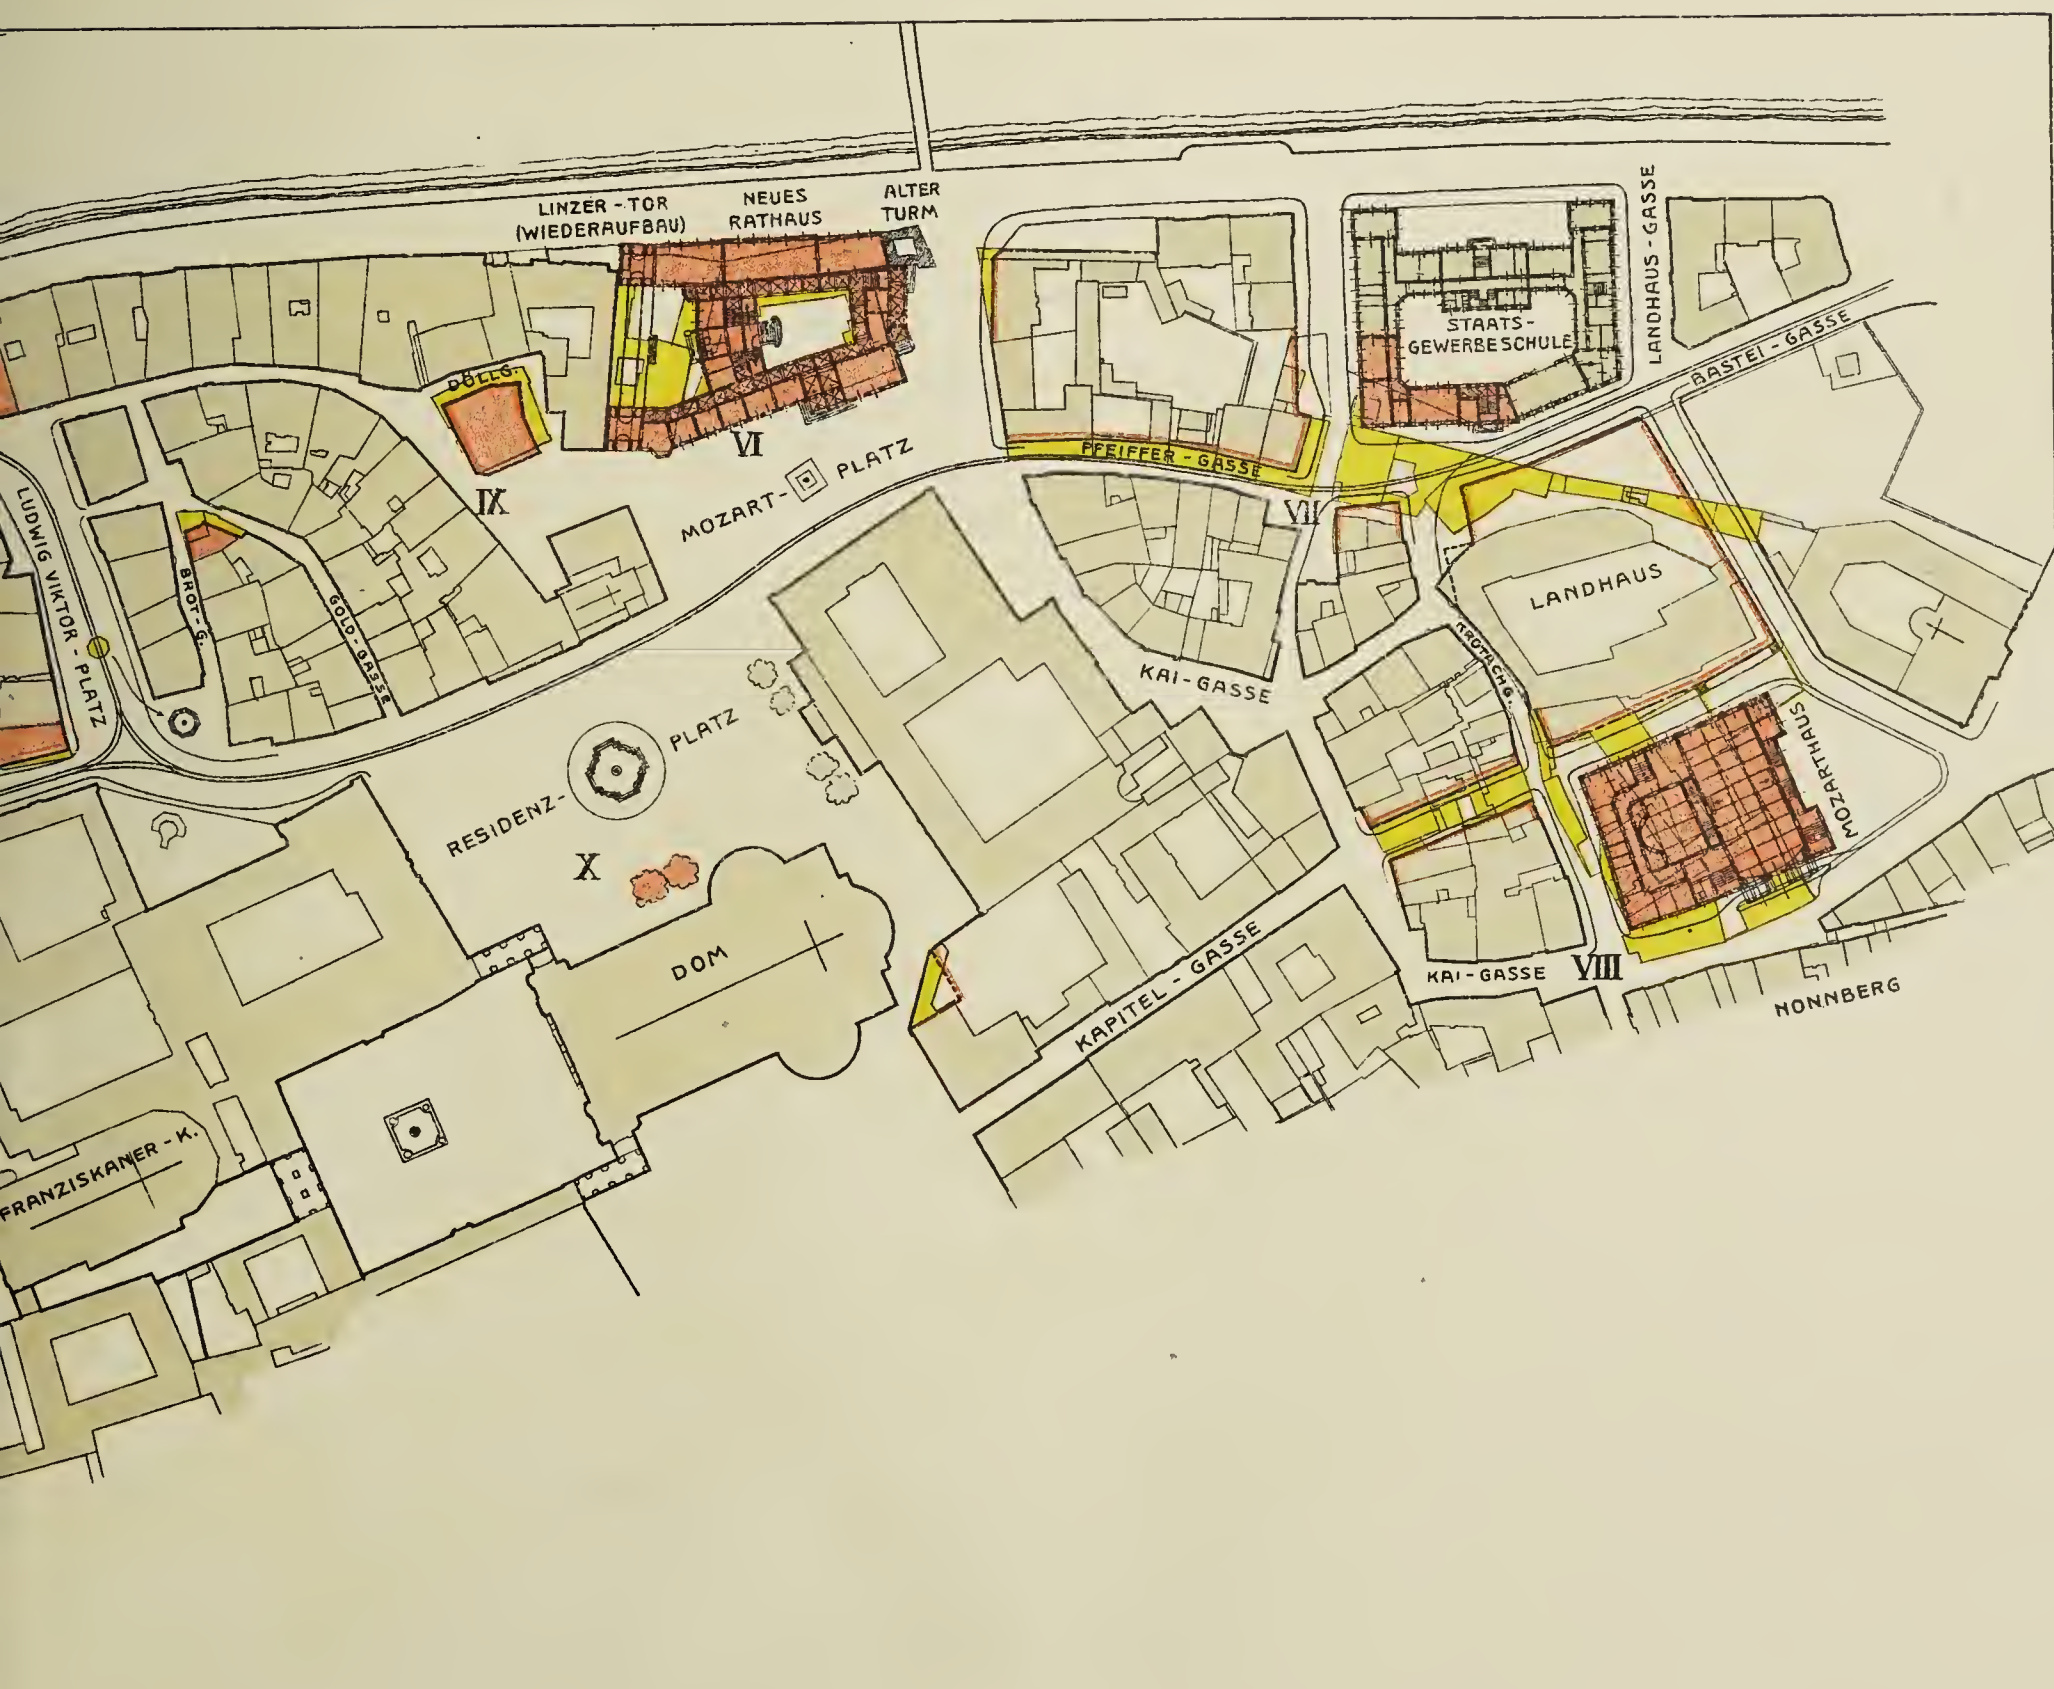 LINZER - TOR
(WIEDERAUFBAU)
NEUES
RATHAUS
ALTER
TURM
LANDHAUS - GASSE
STAATS-
GEWERBESCHULE
BASTEI - GASSE
DÖLLG.
VI
IX
MOZART - PLATZ
PFEIFFER - GASSE
VII
LUDWIG VIKTOR - PLATZ
BROT - G.
GOLD - GASSE
KAI - GASSE
LANDHAUS
KROTACHG.
MOZARTHAUS
RESIDENZ - PLATZ
X
DOM
KAPITEL - GASSE
KAI - GASSE
VIII
NONNBERG
FRANZISKANER - K.